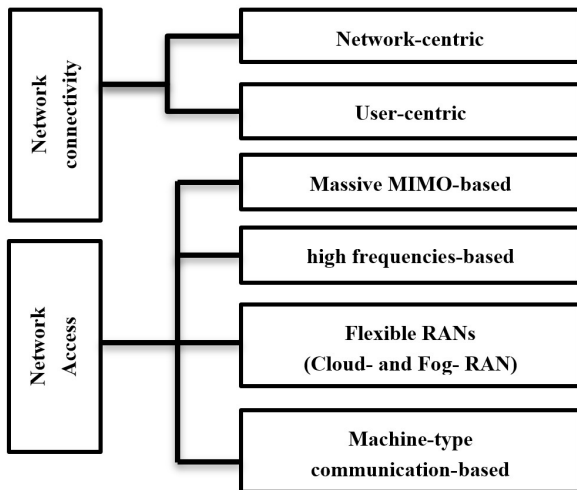 Network
connectivity
Network-centric
User-centric
Network
Access
Massive MIMO-based
high frequencies-based
Flexible RANs
(Cloud- and Fog- RAN)
Machine-type
communication-based